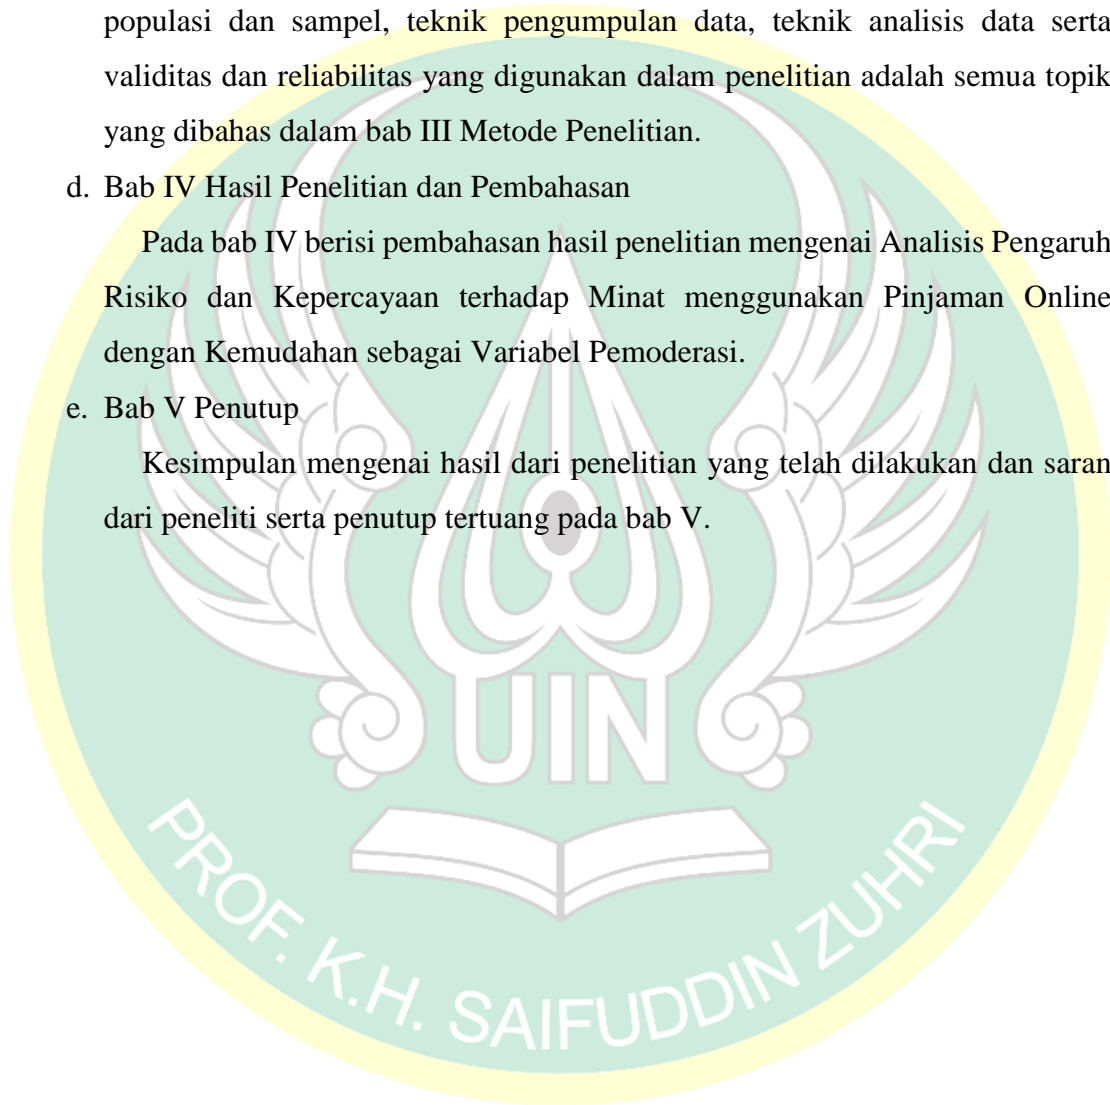 populasi dan sampel, teknik pengumpulan data, teknik analisis data serta
validitas dan reliabilitas yang digunakan dalam penelitian adalah semua topik
yang dibahas dalam bab III Metode Penelitian.
d. Bab IV Hasil Penelitian dan Pembahasan
Pada bab IV berisi pembahasan hasil penelitian mengenai Analisis Pengaruh
Risiko dan Kepercayaan terhadap Minat menggunakan Pinjaman Online
dengan Kemudahan sebagai Variabel Pemoderasi.
e. Bab V Penutup
Kesimpulan mengenai hasil dari penelitian yang telah dilakukan dan saran
dari peneliti serta penutup tertuang pada bab V.
UIN
PROF. K.H. SAIFUDDIN ZUHRI